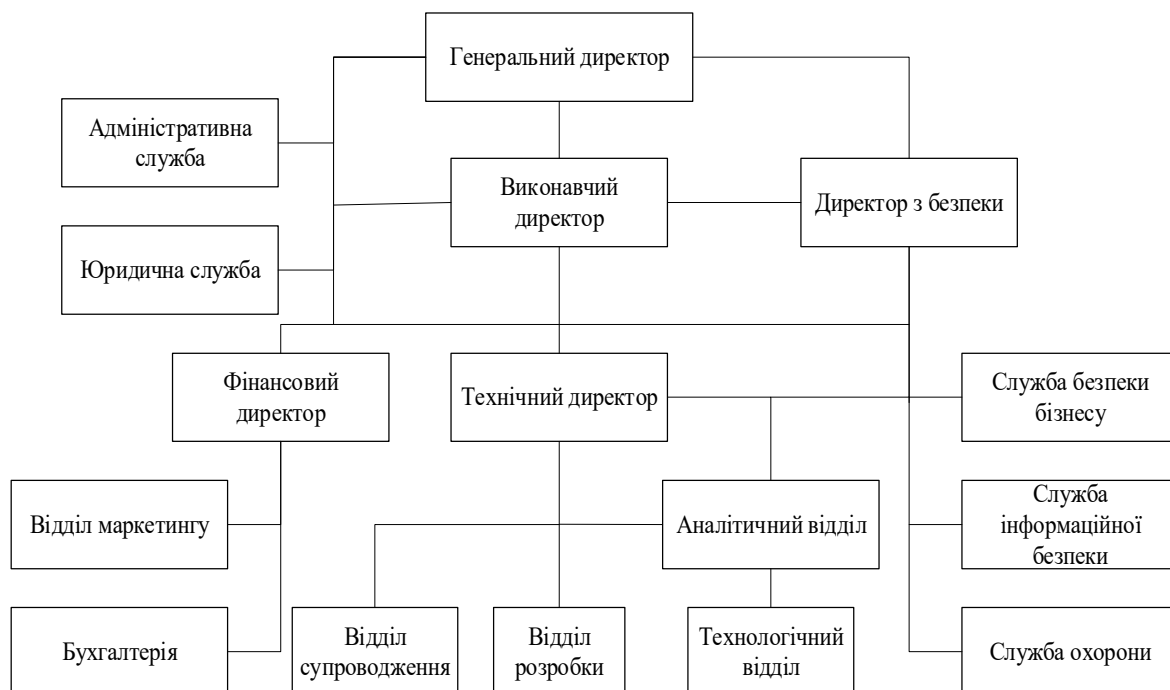 Генеральний директор
Адміністративна
служба
Виконавчий
директор
Директор з безпеки
Юридична служба
Фінансовий
директор
Технічний директор
Служба безпеки
бізнесу
Відділ маркетингу
Аналітичний відділ
Служба
інформаційної
безпеки
Бухгалтерія
Відділ
супроводження
Відділ
розробки
Технологічний
відділ
Служба охорони